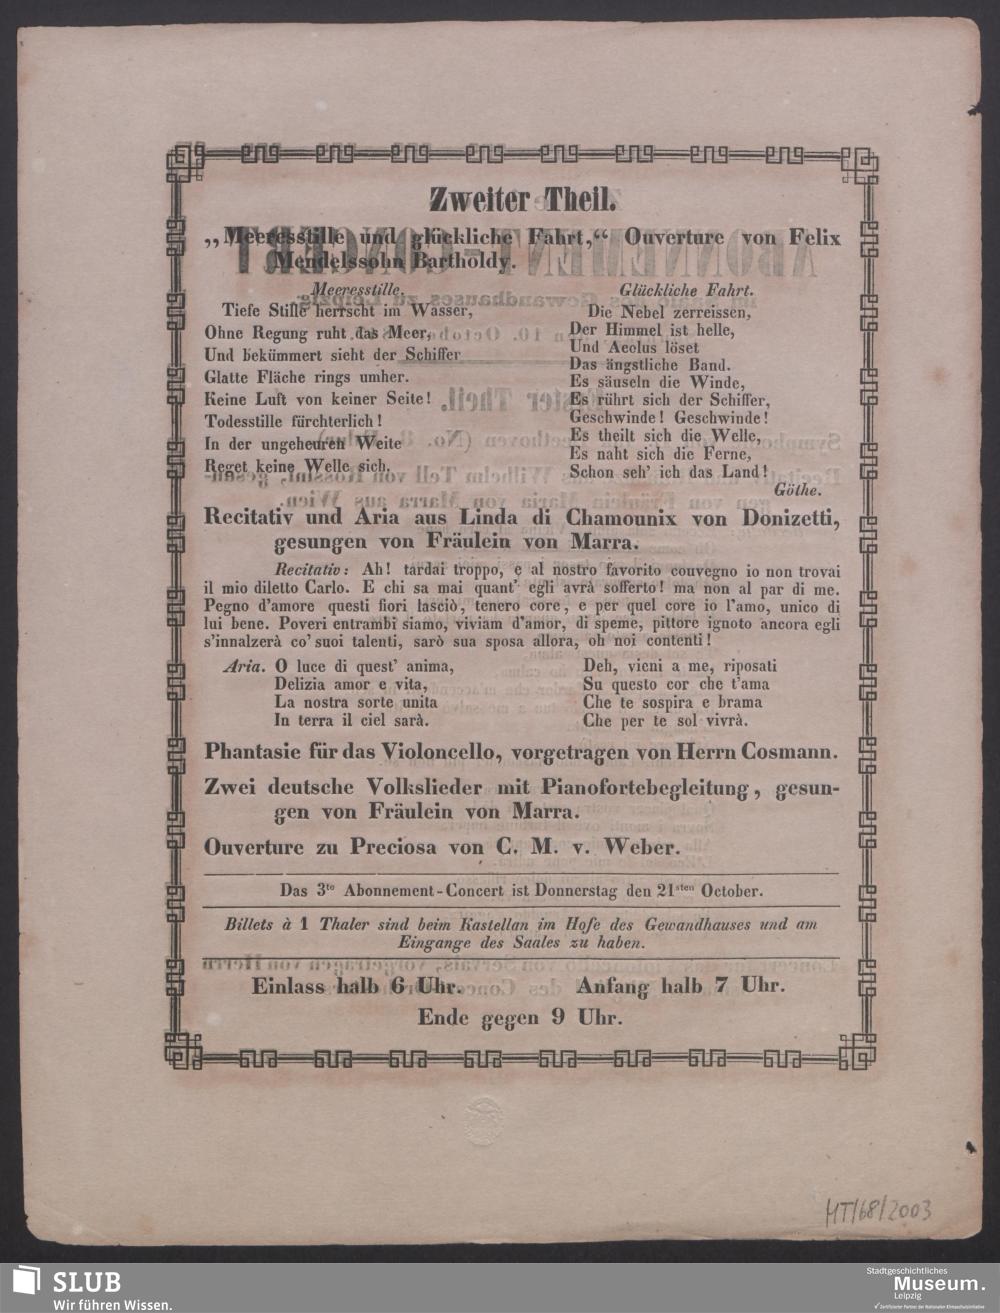 Zweiter Theil.
„Meeresstille und glückliche Fahrt,“ Ouverture von Felix
Mendelssohn Bartholdy.
Meeresstille.
Tiefe Stille herrscht im Wasser,
Ohne Regung ruht das Meer,
Und bekümmert sieht der Schiffer
Glatte Fläche rings umher.
Keine Luft von keiner Seite!
Todesstille fürchterlich!
In der ungeheuren Weite
Reget keine Welle sich.
Glückliche Fahrt.
Die Nebel zerreissen,
Der Himmel ist helle,
Und Aeolus löset
Das ängstliche Band.
Es säuseln die Winde,
Es rührt sich der Schiffer,
Geschwinde! Geschwinde!
Es theilt sich die Welle,
Es naht sich die Ferne,
Schon seh' ich das Land!
Göthe.
Recitativ und Aria aus Linda di Chamounix von Donizetti,
gesungen von Fräulein von Marra.
Recitativ: Ah! tardai troppo, e al nostro favorito convegno io non trovai
il mio diletto Carlo. E chi sa mai quant' egli avrà sofferto! ma non al par di me.
Pegno d'amore questi fiori lasciò, tenero core, e per quel core io l'amo, unico di
lui bene. Poveri entrambi siamo, viviam d'amor, di speme, pittore ignoto ancora egli
s'innalzerà co' suoi talenti, sarò sua sposa allora, oh noi contenti!
Aria. O luce di quest' anima,
Delizia amor e vita,
La nostra sorte unita
In terra il ciel sarà.
Deh, vieni a me, riposati
Su questo cor che t'ama
Che te sospira e brama
Che per te sol vivrà.
Phantasie für das Violoncello, vorgetragen von Herrn Cosmann.
Zwei deutsche Volkslieder mit Pianofortebegleitung, gesun-
gen von Fräulein von Marra.
Ouverture zu Preciosa von C. M. v. Weber.
Das 3te Abonnement-Concert ist Donnerstag den 21sten October.
Billets à 1 Thaler sind beim Kastellan im Hofe des Gewandhauses und am
Eingange des Saales zu haben.
Einlass halb 6 Uhr. Anfang halb 7 Uhr.
Ende gegen 9 Uhr.
MT/68/2003
SLUB
Wir führen Wissen.
Stadtgeschichtliches
Museum.
Leipzig
Zertifizierter Partner der Nationalen Klimaschutzinitiative